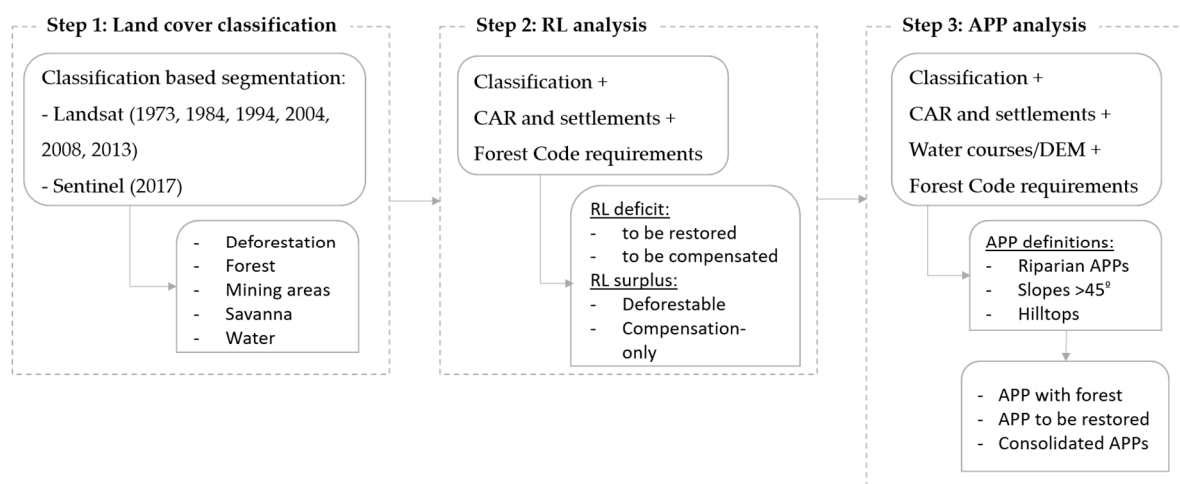 Step 1: Land cover classification
Classification based segmentation:
- Landsat (1973, 1984, 1994, 2004,
2008, 2013)
- Sentinel (2017)
- Deforestation
- Forest
- Mining areas
- Savanna
- Water
Step 2: RL analysis
Classification +
CAR and settlements +
Forest Code requirements
RL deficit:
- to be restored
- to be compensated
RL surplus:
- Deforestable
- Compensation-
only
Step 3: APP analysis
Classification +
CAR and settlements +
Water courses/DEM +
Forest Code requirements
APP definitions:
- Riparian APPs
- Slopes >45º
- Hilltops
- APP with forest
- APP to be restored
- Consolidated APPs